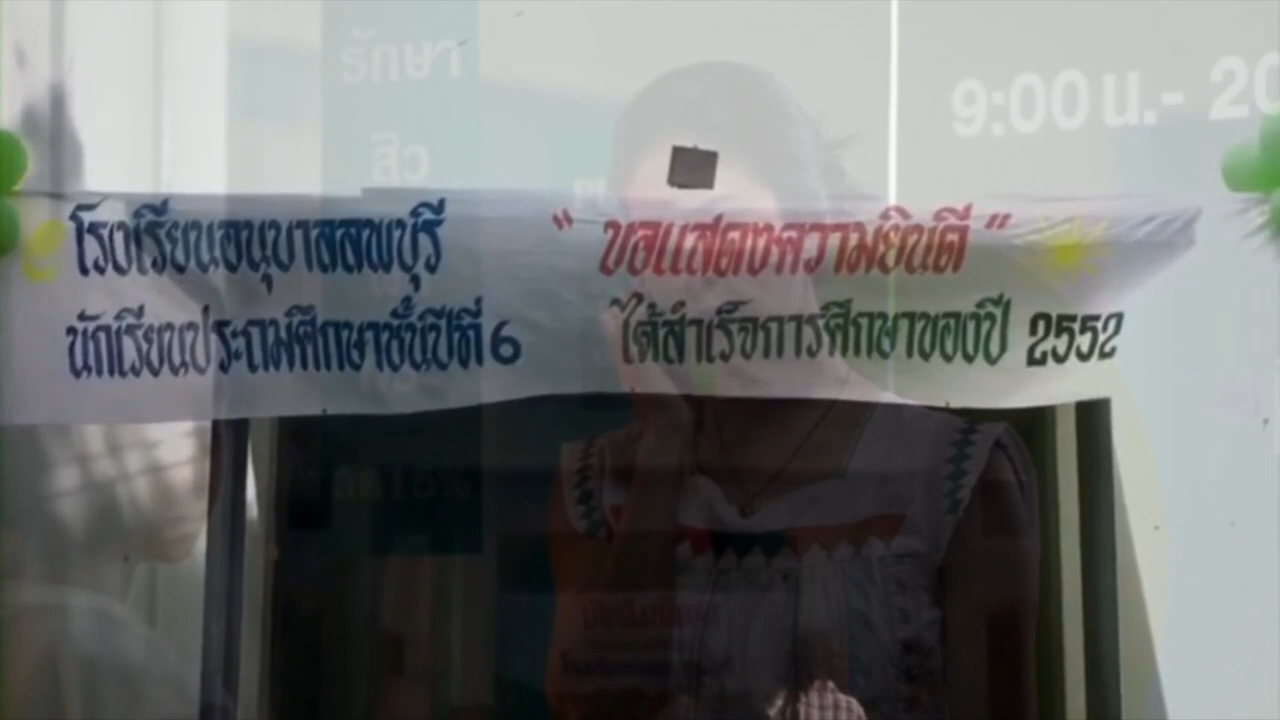 รักษา
สิว
9:00 น.- 20
โรงเรียนอนุบาลลพบุรี " ขอแสดงความยินดี "
นักเรียนประถมศึกษาชั้นปีที่ 6 ได้สำเร็จการศึกษาของปี 2552
ลด 15%